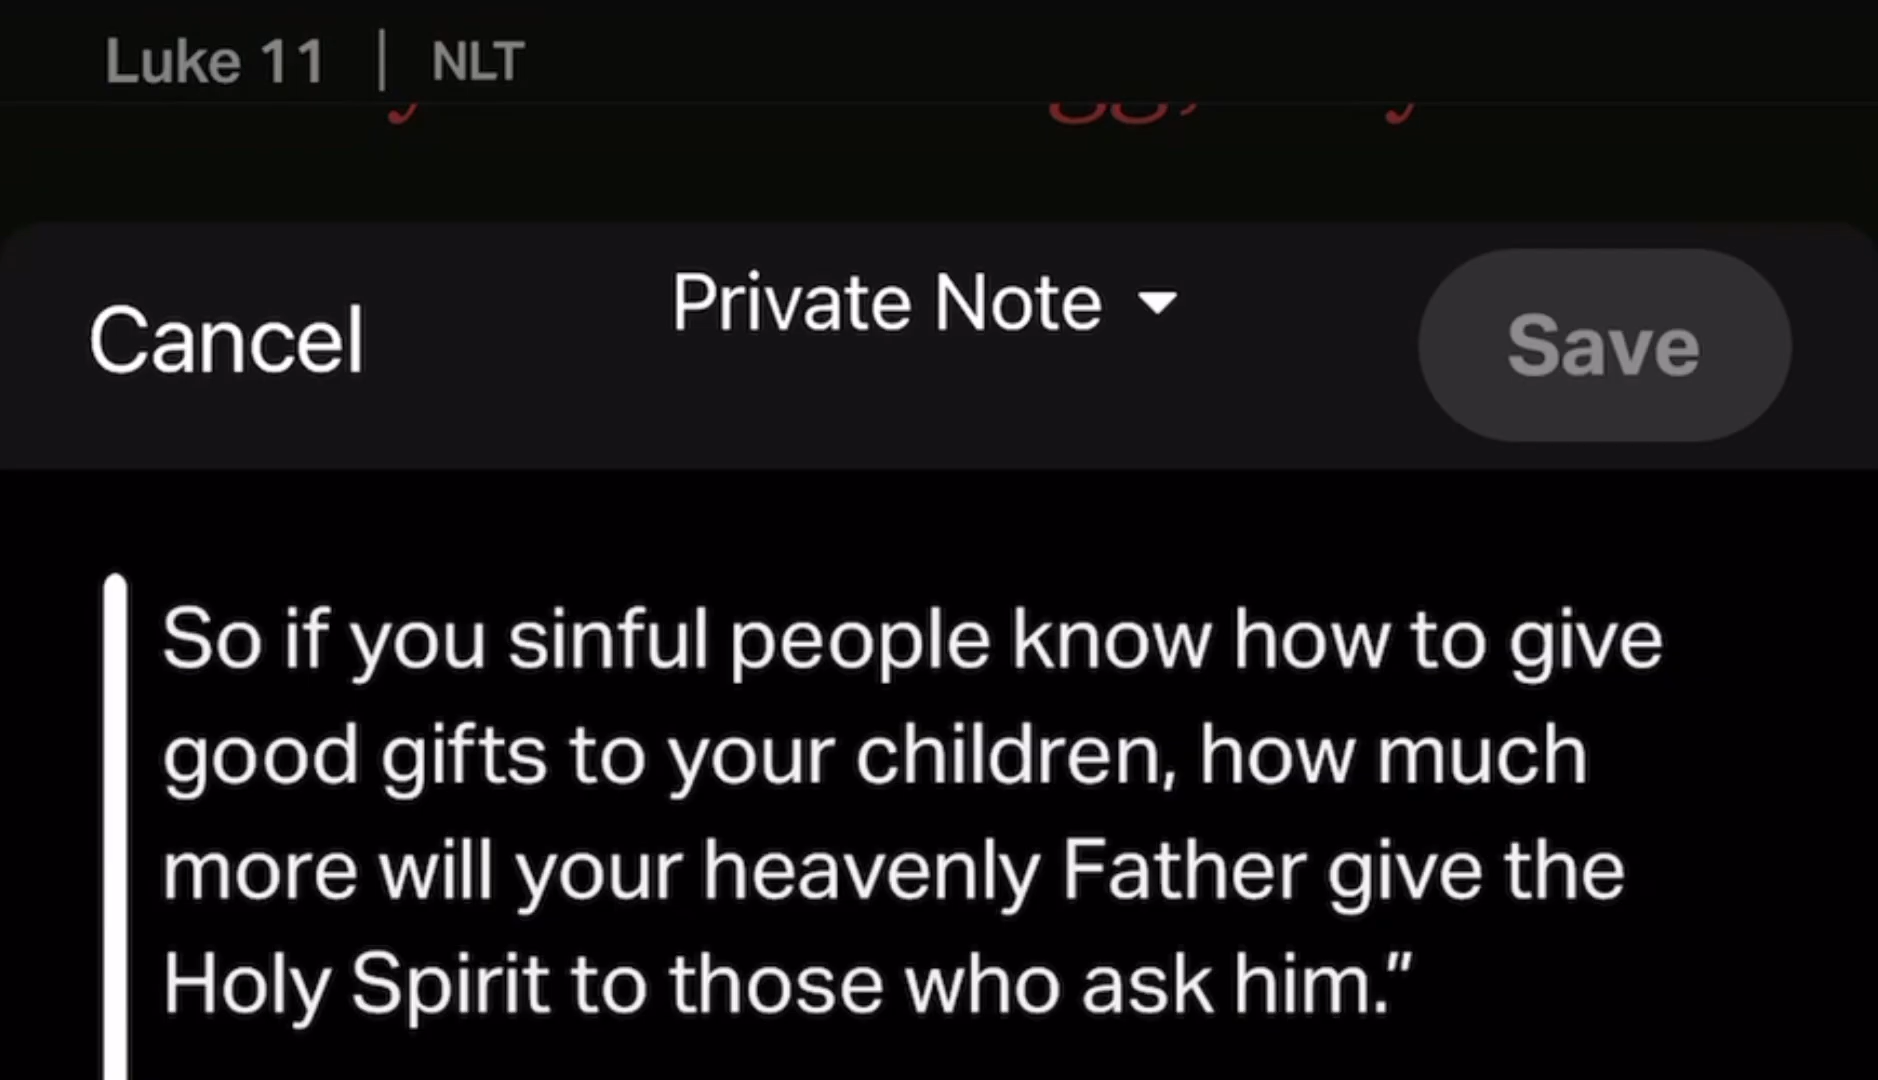 Luke 11 | NLT
Cancel
Private Note
Save
So if you sinful people know how to give
good gifts to your children, how much
more will your heavenly Father give the
Holy Spirit to those who ask him.”